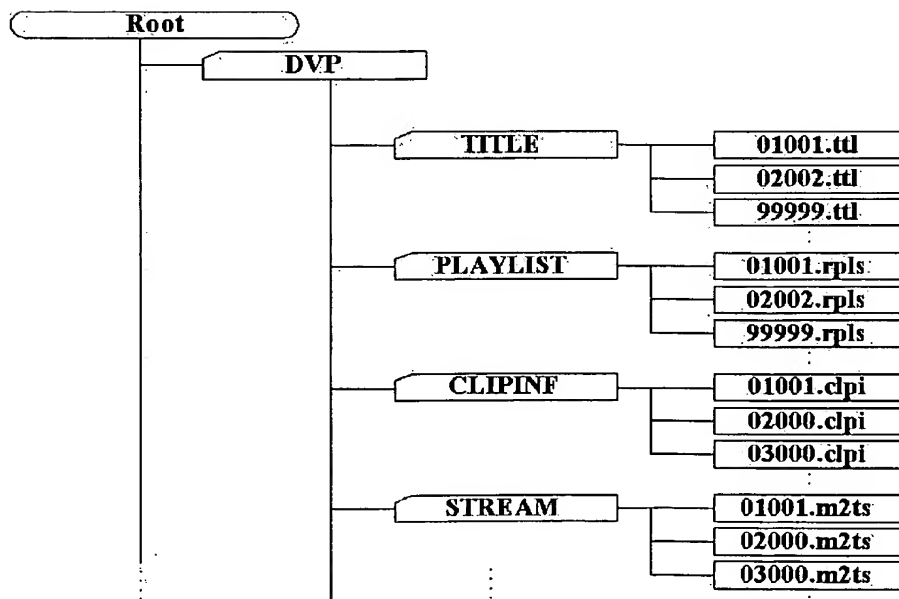 Root
DVP
TITLE
01001.ttl
02002.ttl
99999.ttl
PLAYLIST
01001.rpls
02002.rpls
99999.rpls
CLIPINF
01001.clpi
02000.clpi
03000.clpi
STREAM
01001.m2ts
02000.m2ts
03000.m2ts